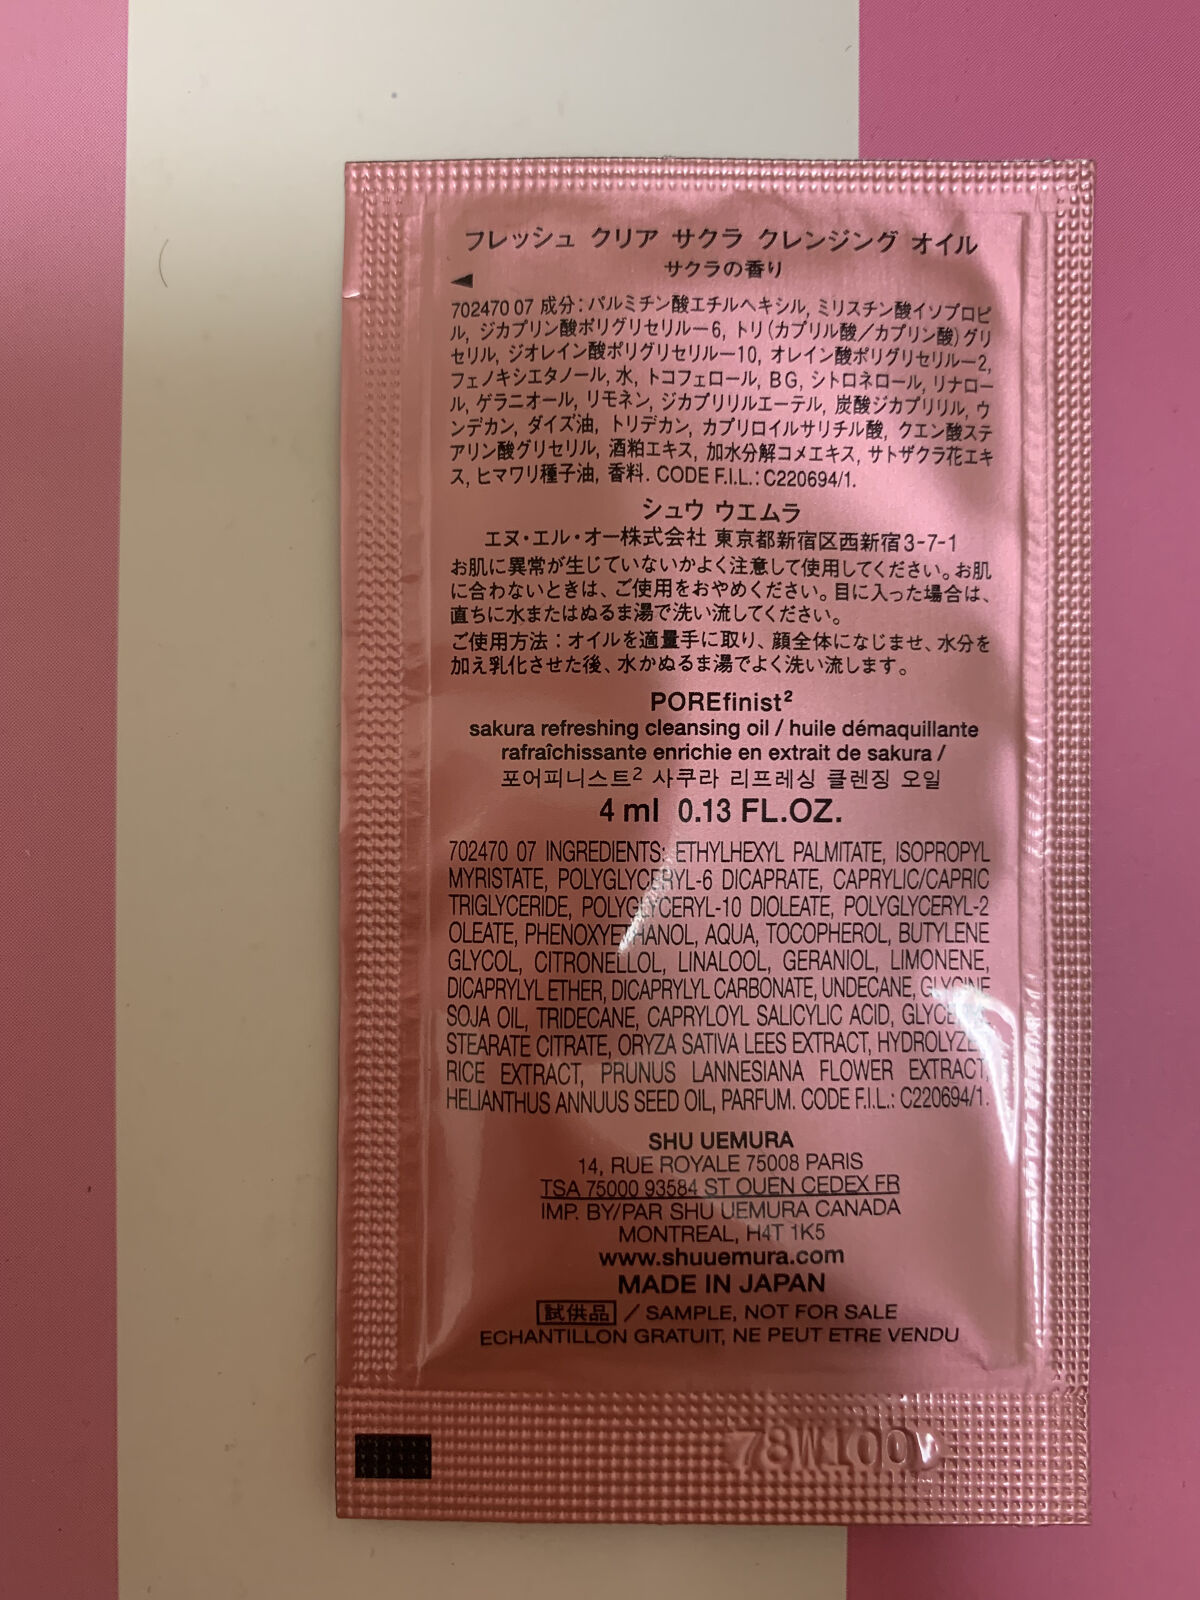 フレッシュ クリア サクラ クレンジング オイル
サクラの香り
702470 07 成分：パルミチン酸エチルヘキシル, ミリスチン酸イソプロピ
ル, ジカプリン酸ポリグリセリル－6, トリ（カプリル酸／カプリン酸）グリ
セリル, ジオレイン酸ポリグリセリル－10, オレイン酸ポリグリセリル－2,
フェノキシエタノール, 水, トコフェロール, BG, シトロネロール, リナロー
ル, ゲラニオール, リモネン, ジカプリリルエーテル, 炭酸ジカプリリル, ウ
ンデカン, ダイズ油, トリデカン, カプリロイルサリチル酸, クエン酸ステ
アリン酸グリセリル, 酒粕エキス, 加水分解コメエキス, サトザクラ花エキ
ス, ヒマワリ種子油, 香料. CODE F.I.L.: C220694/1.
シュウ ウエムラ
エヌ・エル・オー株式会社 東京都新宿区西新宿3-7-1
お肌に異常が生じていないかよく注意して使用してください。お肌
に合わないときは、ご使用をおやめください。目に入った場合は、
直ちに水またはぬるま湯で洗い流してください。
ご使用方法：オイルを適量手に取り、顔全体になじませ、水分を
加え乳化させた後、水かぬるま湯でよく洗い流します。
POREfinist²
sakura refreshing cleansing oil / huile démaquillante
rafraîchissante enrichie en extrait de sakura /
포어피니스트² 사쿠라 리프레싱 클렌징 오일
4 ml 0.13 FL.OZ.
702470 07 INGREDIENTS: ETHYLHEXYL PALMITATE, ISOPROPYL
MYRISTATE, POLYGLYCERYL-6 DICAPRATE, CAPRYLIC/CAPRIC
TRIGLYCERIDE, POLYGLYCERYL-10 DIOLEATE, POLYGLYCERYL-2
OLEATE, PHENOXYETHANOL, AQUA, TOCOPHEROL, BUTYLENE
GLYCOL, CITRONELLOL, LINALOOL, GERANIOL, LIMONENE,
DICAPRYLYL ETHER, DICAPRYLYL CARBONATE, UNDECANE, GLYCINE
SOJA OIL, TRIDECANE, CAPRYLOYL SALICYLIC ACID,
STEARATE CITRATE, ORYZA SATIVA LEES EXTRACT, HYDROLYZED
RICE EXTRACT, PRUNUS LANNESIANA FLOWER EXTRACT,
HELIANTHUS ANNUUS SEED OIL, PARFUM. CODE F.I.L.: C220694/1.
SHU UEMURA
14, RUE ROYALE 75008 PARIS
TSA 75000 93584 ST OUEN CEDEX FR
IMP. BY/PAR SHU UEMURA CANADA
MONTREAL, H4T 1K5
www.shuuemura.com
MADE IN JAPAN
試供品 / SAMPLE, NOT FOR SALE
ECHANTILLON GRATUIT, NE PEUT ETRE VENDU